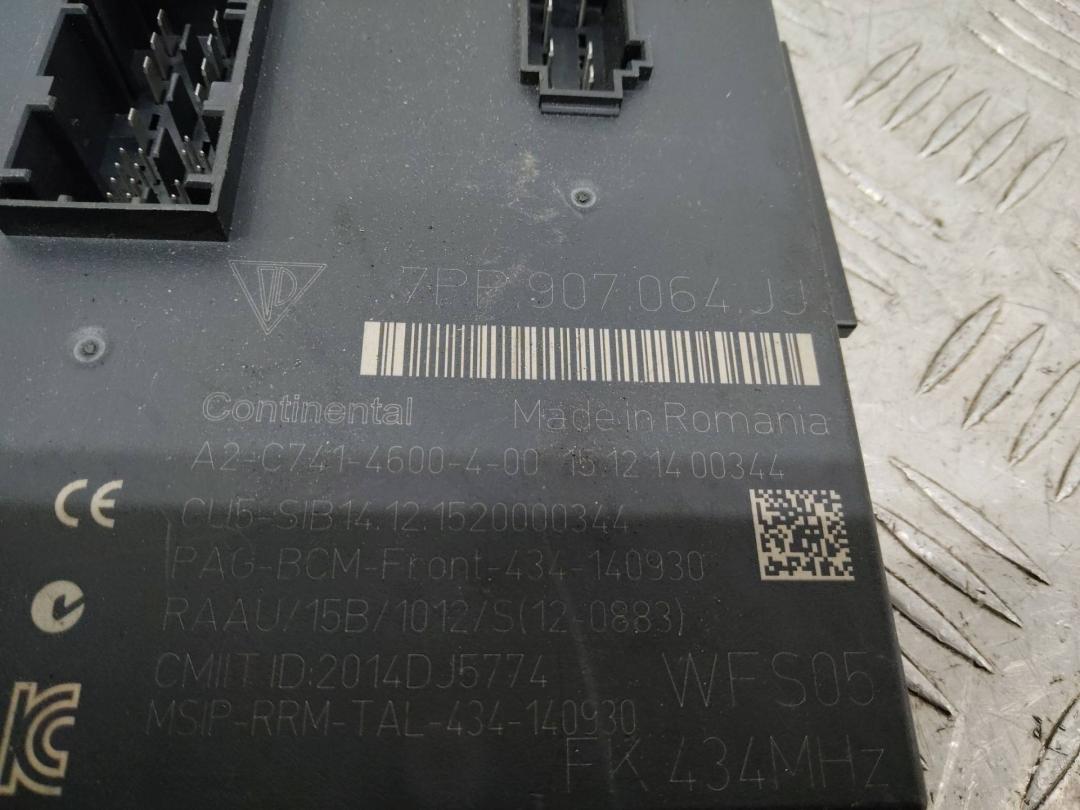 7PP.907.064.JJ
Continental Made in Romania
A2-C741-4600-4-00 15.12.14 00344
CU5-SIB14.12.1520000344
PAG-BCM-Front-434-140930
RAAU/15B/1012/S(12-0883)
CMIIT ID:2014DJ5774
MSIP-RRM-TAL-434-140930
WFS05
FK 434MHz
CE